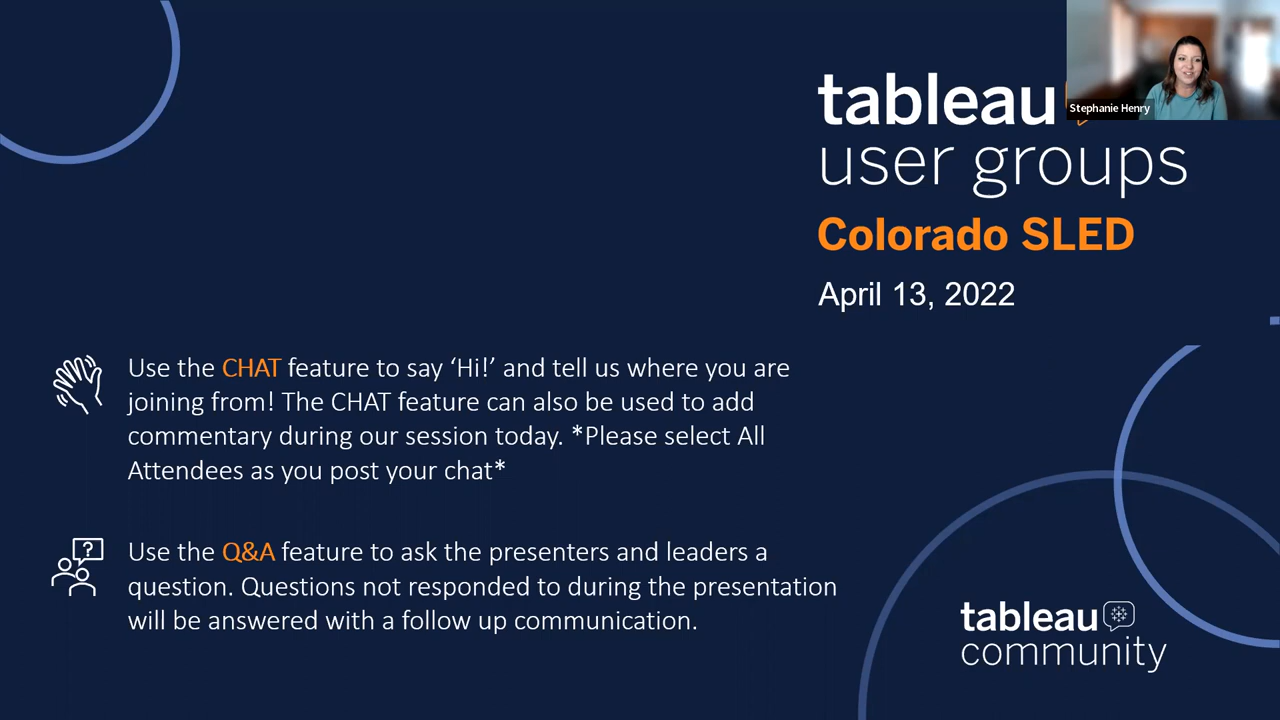 tableau
Stephanie Henry
user groups
Colorado SLED
April 13, 2022
Use the CHAT feature to say ‘Hi!’ and tell us where you are
joining from! The CHAT feature can also be used to add
commentary during our session today. *Please select All
Attendees as you post your chat*
?
Use the Q&A feature to ask the presenters and leaders a
question. Questions not responded to during the presentation
will be answered with a follow up communication.
tableau
community